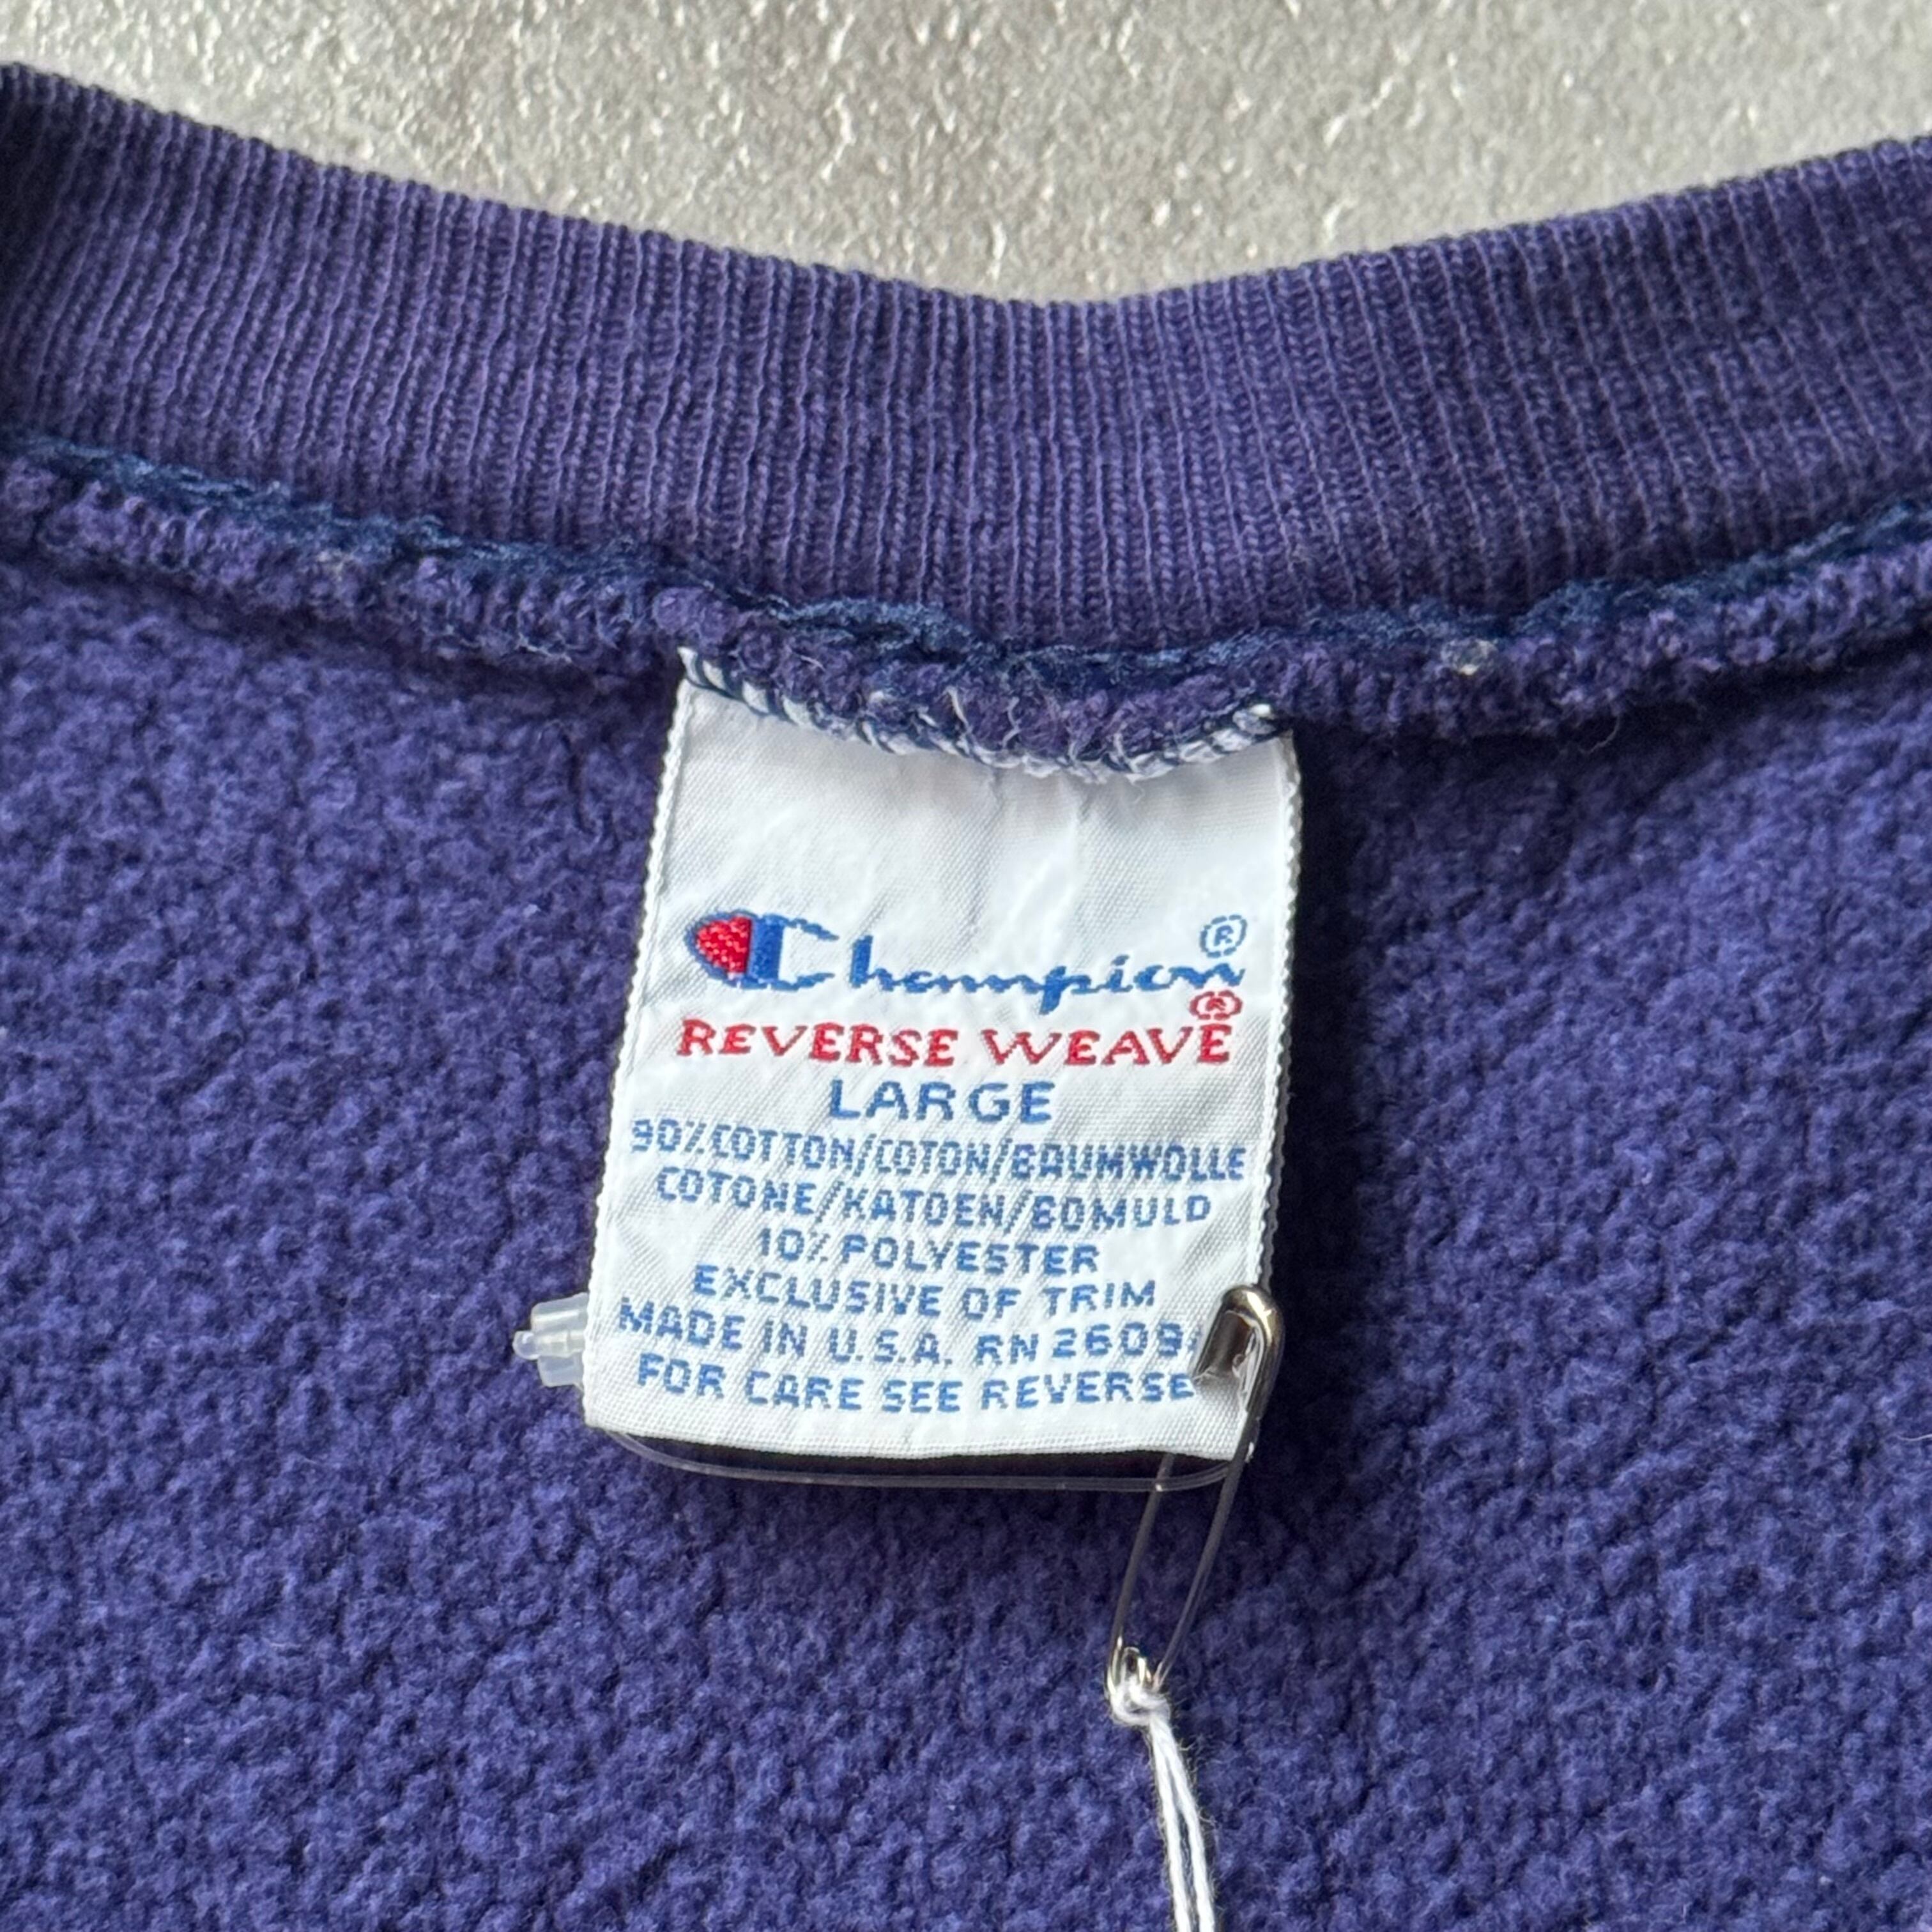 Champion®
REVERSE WEAVE®
LARGE
90% COTTON/COTON/BAUMWOLLE
COTONE/KATOEN/BOMULD
10% POLYESTER
EXCLUSIVE OF TRIM
MADE IN U.S.A. RN 2609
FOR CARE SEE REVERSE